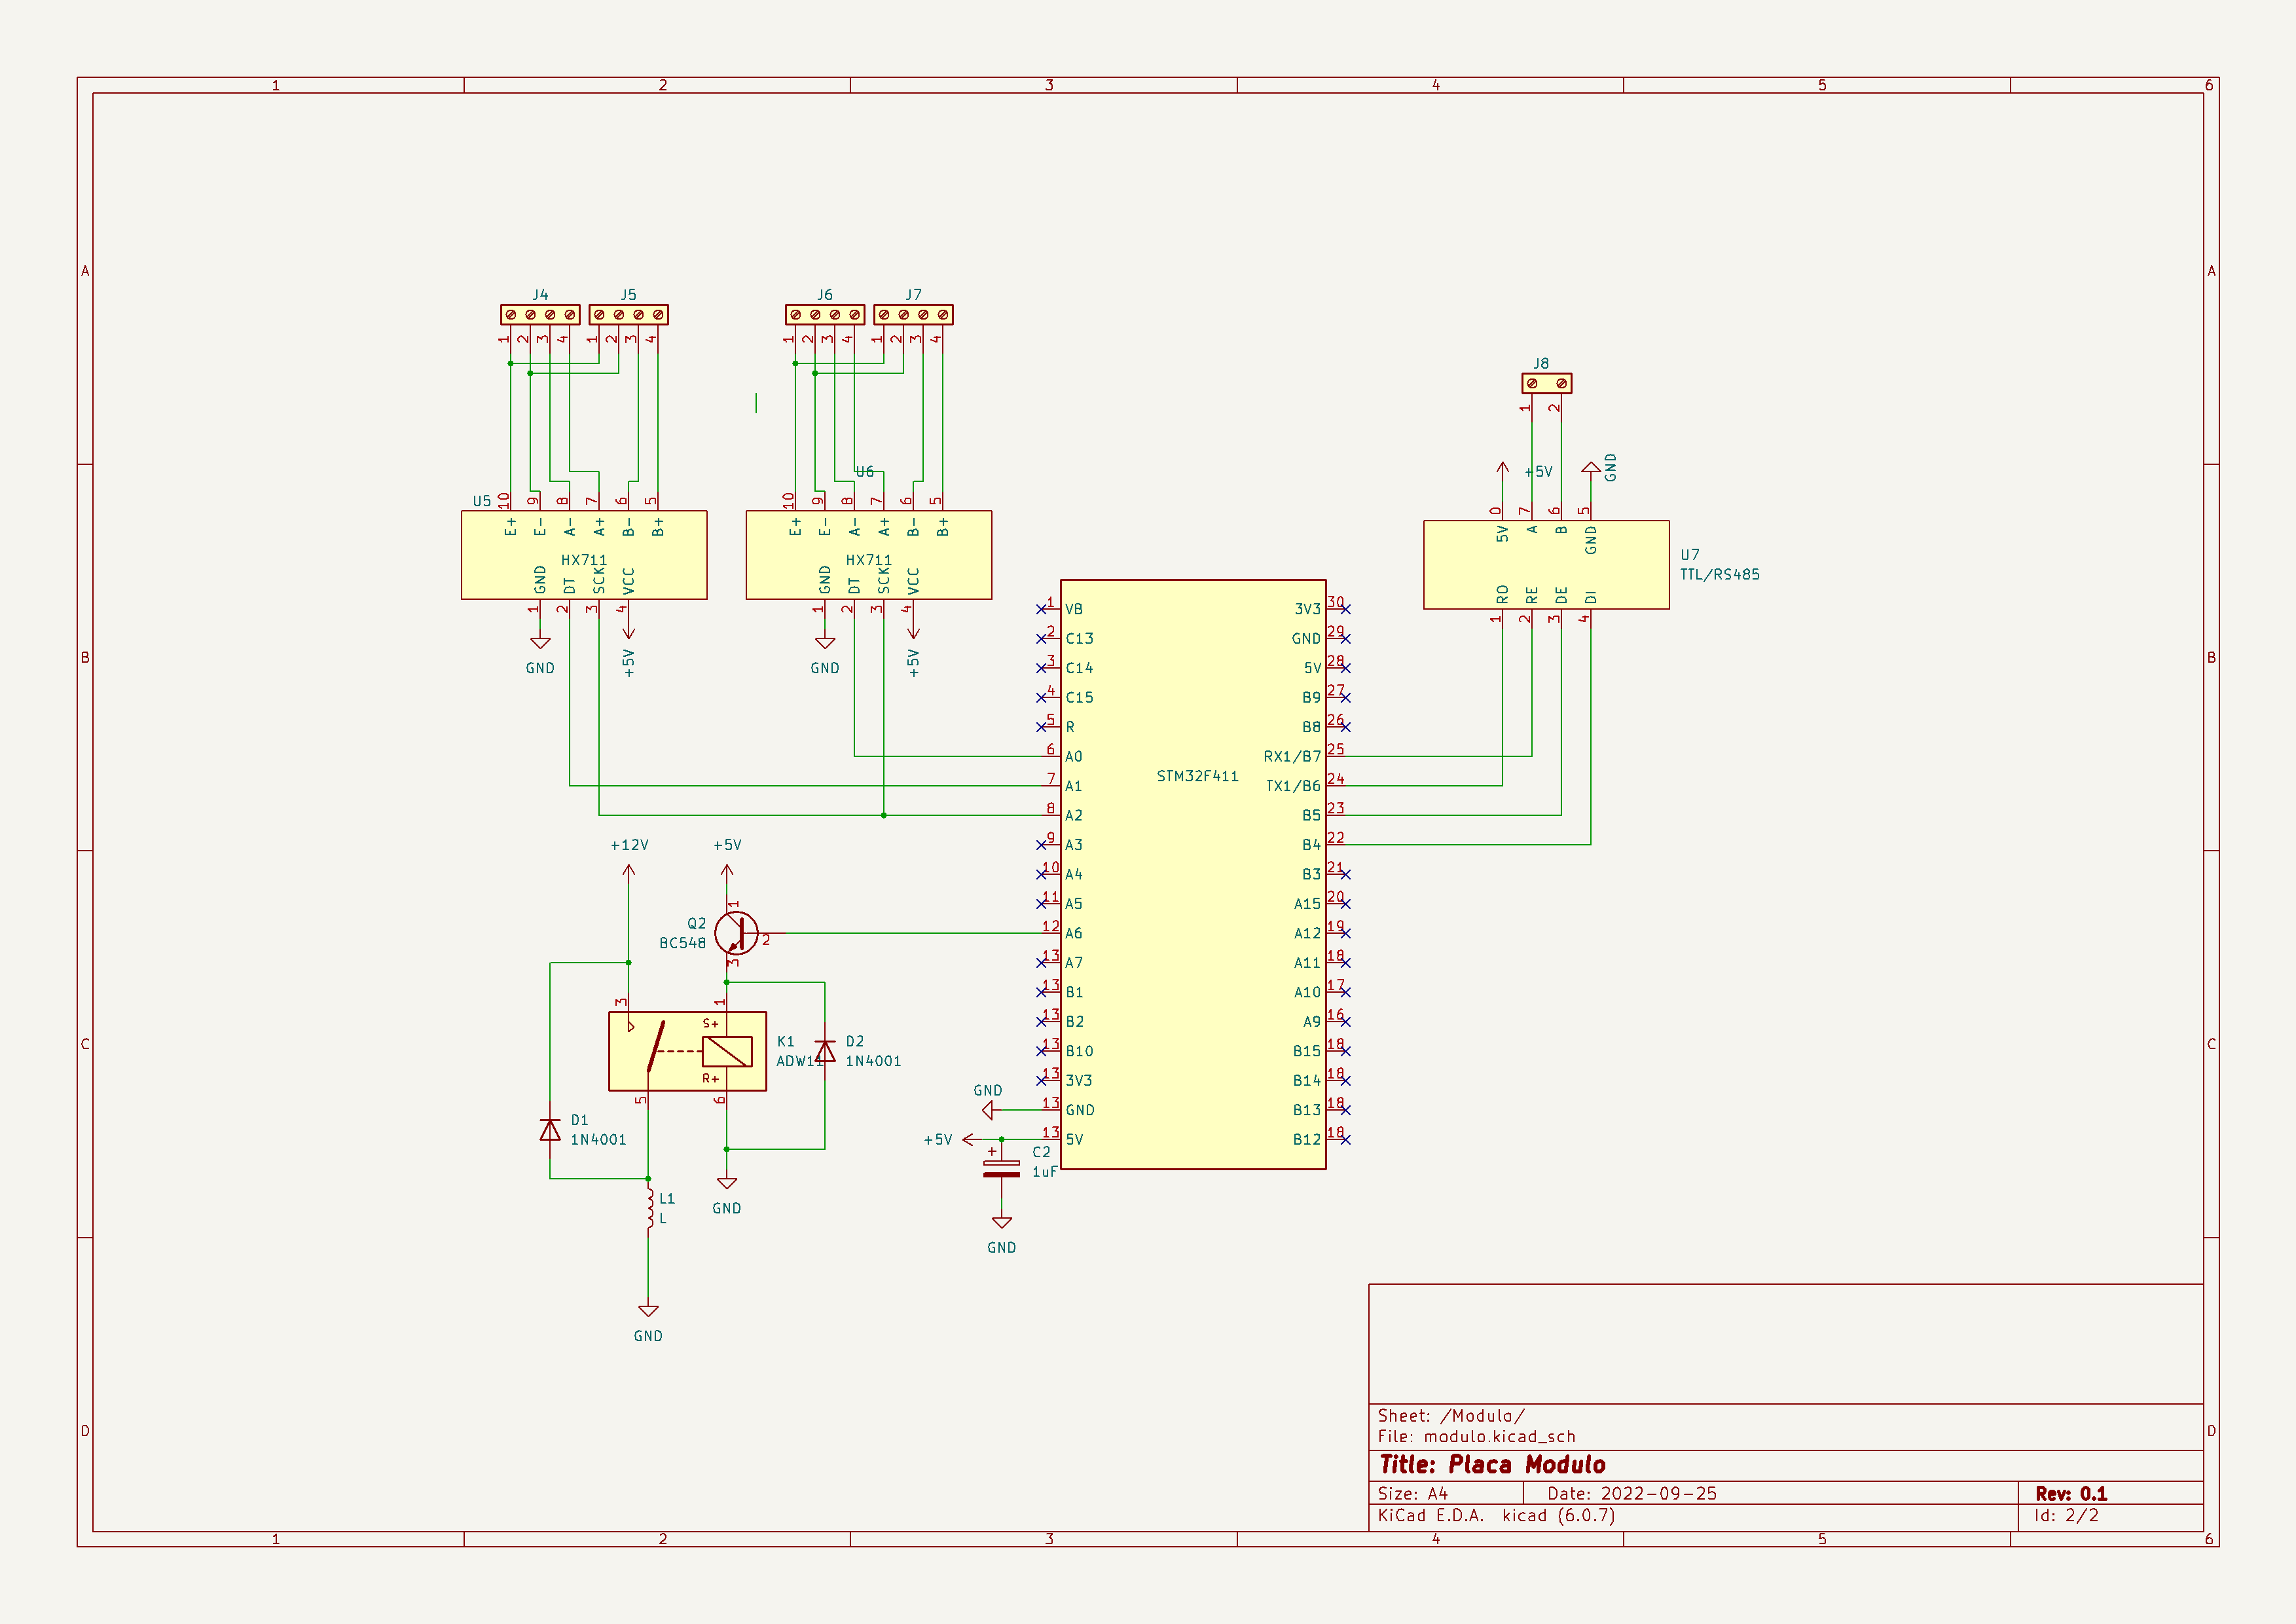 1 2 3 4 5 6
A A
J4 J5 J6 J7
1 2 3 4 1 2 3 4 1 2 3 4 1 2 3 4
J8
1 2
+5V GND
U5 U6
10 9 8 7 6 5 10 9 8 7 6 5
0 7 6 5
E+ E- A- A+ B- B+ E+ E- A- A+ B- B+
5V A B GND
HX711 HX711
U7
TTL/RS485
GND DT SCK VCC GND DT SCK VCC
RO RE DE DI
1 2 3 4 1 2 3 4
1 2 3 4
GND +5V GND +5V
B B
STM32F411
1 VB 3V3 30
2 C13 GND 29
3 C14 5V 28
4 C15 B9 27
5 R B8 26
6 A0 RX1/B7 25
7 A1 TX1/B6 24
8 A2 B5 23
9 A3 B4 22
10 A4 B3 21
11 A5 A15 20
12 A6 A12 19
13 A7 A11 18
13 B1 A10 17
13 B2 A9 16
13 B10 B15 18
13 3V3 B14 18
13 GND B13 18
13 5V B12 18
+12V +5V
1
Q2
BC548
2
3
3 1
S+
R+
K1
ADW11
D2
1N4001
5 6
C C
D1
1N4001
GND
GND
+5V
+
C2
1uF
GND
L1
L
GND
D D
Sheet: /Modulo/
File: modulo.kicad_sch
Title: Placa Modulo
Size: A4 Date: 2022-09-25 Rev: 0.1
KiCad E.D.A. kicad (6.0.7) Id: 2/2
1 2 3 4 5 6